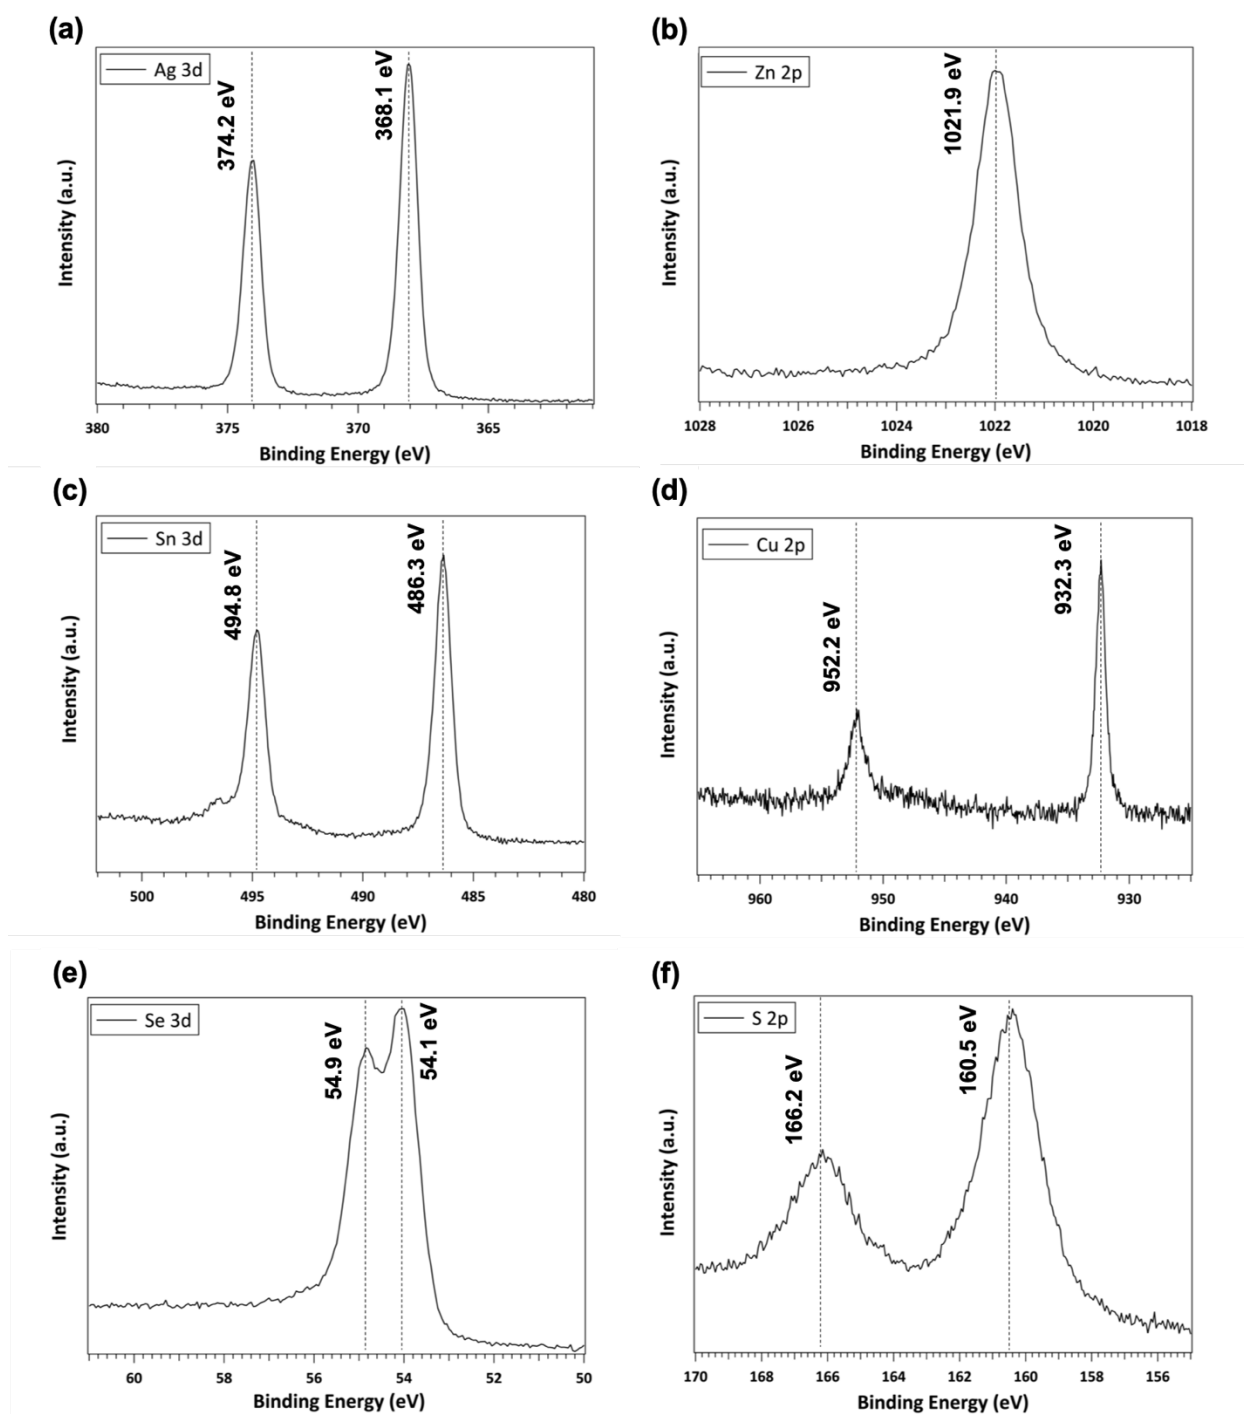 (a)
Ag 3d
374.2 eV
368.1 eV
Intensity (a.u.)
380 374 370 368 365
Binding Energy (eV)
(b)
Zn 2p
1021.9 eV
Intensity (a.u.)
1028 1026 1024 1022 1020 1018
Binding Energy (eV)
(c)
Sn 3d
494.8 eV
486.3 eV
Intensity (a.u.)
500 495 490 485 480
Binding Energy (eV)
(d)
Cu 2p
952.2 eV
932.3 eV
Intensity (a.u.)
960 950 940 930
Binding Energy (eV)
(e)
Se 3d
54.9 eV
54.1 eV
Intensity (a.u.)
60 58 56 54 52 50
Binding Energy (eV)
(f)
S 2p
166.2 eV
160.5 eV
Intensity (a.u.)
170 168 166 164 162 160 158 156
Binding Energy (eV)